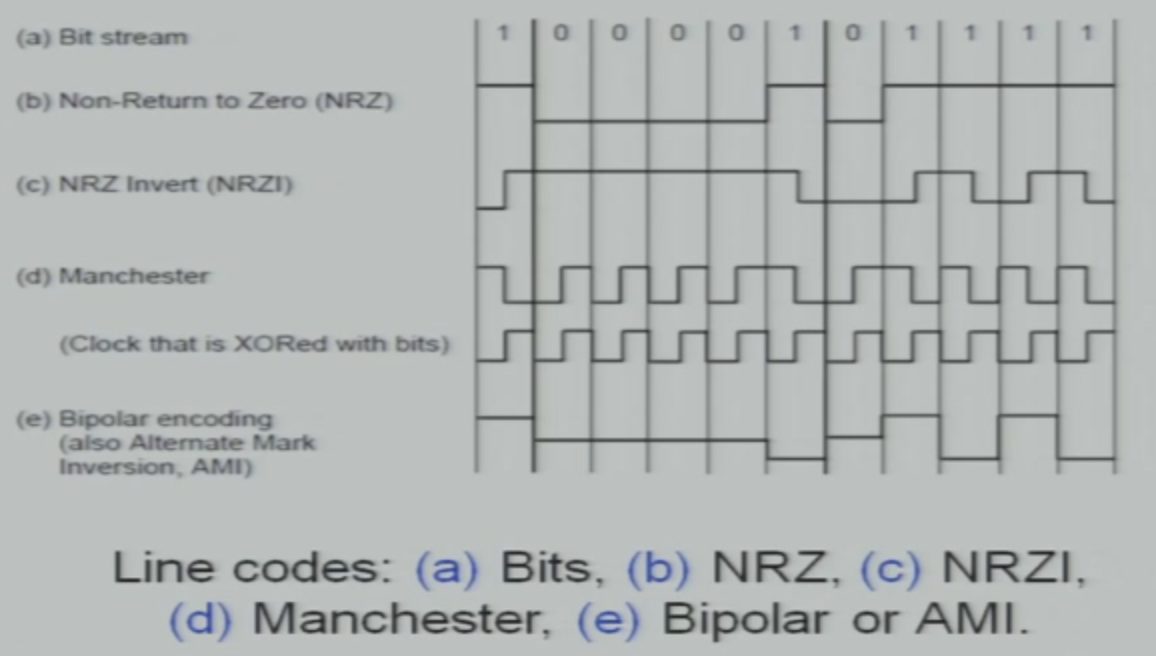 (a) Bit stream 1 0 0 0 0 1 0 1 1 1 1
(b) Non-Return to Zero (NRZ)
(c) NRZ Invert (NRZI)
(d) Manchester
(Clock that is XORed with bits)
(e) Bipolar encoding
(also Alternate Mark
Inversion, AMI)
Line codes: (a) Bits, (b) NRZ, (c) NRZI,
(d) Manchester, (e) Bipolar or AMI.